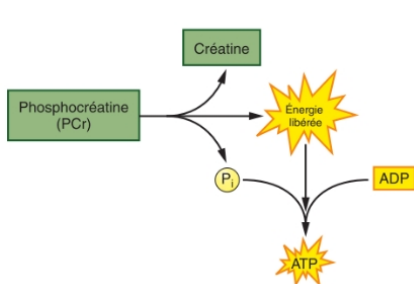 Créatine
Phosphocréatine
(PCr)
Énergie
libérée
Pi
ADP
ATP